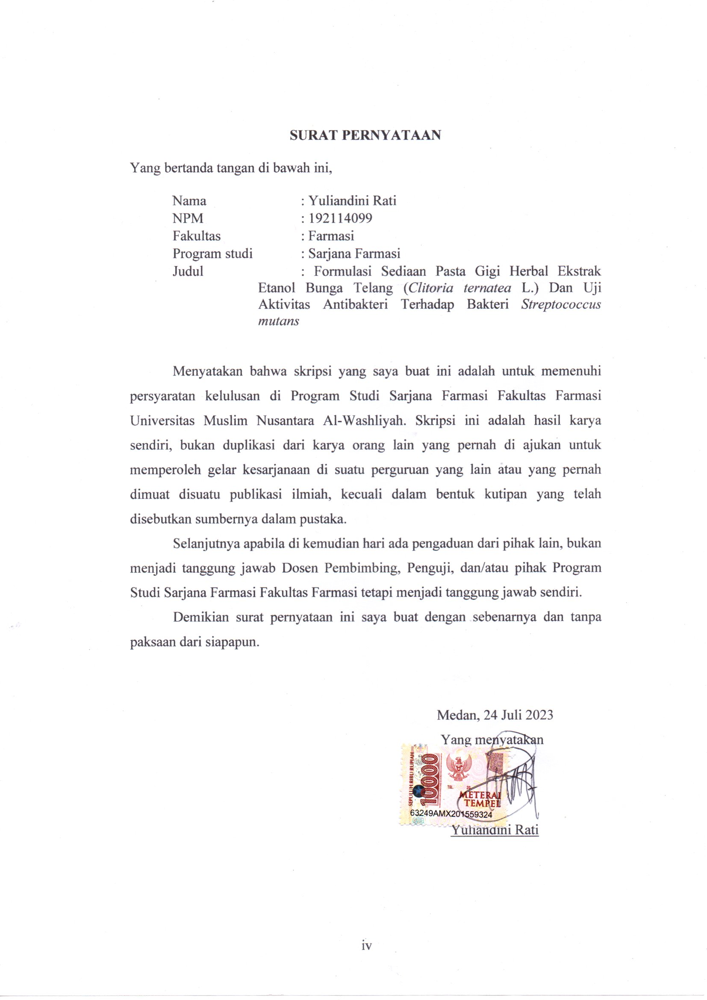 SURAT PERNYATAAN
Yang bertanda tangan di bawah ini,
Nama : Yuliandini Rati
NPM : 192114099
Fakultas : Farmasi
Program studi : Sarjana Farmasi
Judul : Formulasi Sediaan Pasta Gigi Herbal Ekstrak
Etanol Bunga Telang (Clitoria ternatea L.) Dan Uji
Aktivitas Antibakteri Terhadap Bakteri Streptococcus
mutans
Menyatakan bahwa skripsi yang saya buat ini adalah untuk memenuhi
persyaratan kelulusan di Program Studi Sarjana Farmasi Fakultas Farmasi
Universitas Muslim Nusantara Al-Washliyah. Skripsi ini adalah hasil karya
sendiri, bukan duplikasi dari karya orang lain yang pernah di ajukan untuk
memperoleh gelar kesarjanaan di suatu perguruan yang lain atau yang pernah
dimuat disuatu publikasi ilmiah, kecuali dalam bentuk kutipan yang telah
disebutkan sumbernya dalam pustaka.
Selanjutnya apabila di kemudian hari ada pengaduan dari pihak lain, bukan
menjadi tanggung jawab Dosen Pembimbing, Penguji, dan/atau pihak Program
Studi Sarjana Farmasi Fakultas Farmasi tetapi menjadi tanggung jawab sendiri.
Demikian surat pernyataan ini saya buat dengan sebenarnya dan tanpa
paksaan dari siapapun.
Medan, 24 Juli 2023
Yang menyatakan
SEPULUH RIBU RUPIAH
10000
TGL. 20
METERAI
TEMPEL
63249AMX201559324
Yuliandini Rati
iv